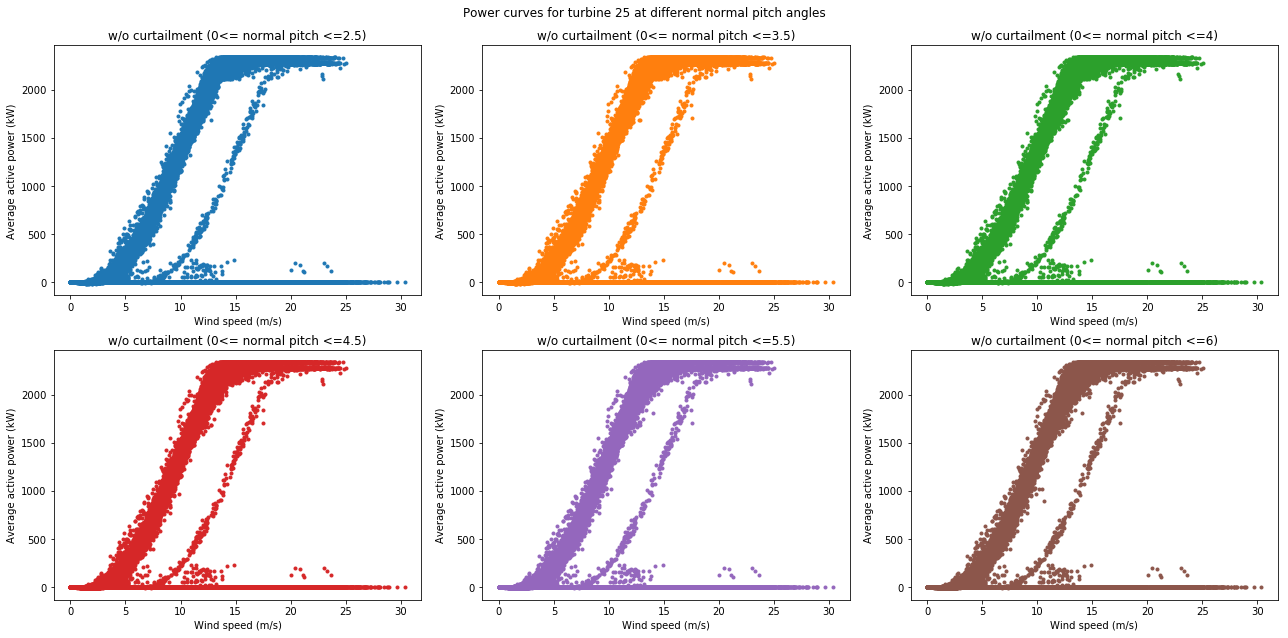 Power curves for turbine 25 at different normal pitch angles
w/o curtailment (0<= normal pitch <=2.5)
Average active power (kW)
2000
1500
1000
500
0
0 5 10 15 20 25 30
Wind speed (m/s)
w/o curtailment (0<= normal pitch <=3.5)
Average active power (kW)
2000
1500
1000
500
0
0 5 10 15 20 25 30
Wind speed (m/s)
w/o curtailment (0<= normal pitch <=4)
Average active power (kW)
2000
1500
1000
500
0
0 5 10 15 20 25 30
Wind speed (m/s)
w/o curtailment (0<= normal pitch <=4.5)
Average active power (kW)
2000
1500
1000
500
0
0 5 10 15 20 25 30
Wind speed (m/s)
w/o curtailment (0<= normal pitch <=5.5)
Average active power (kW)
2000
1500
1000
500
0
0 5 10 15 20 25 30
Wind speed (m/s)
w/o curtailment (0<= normal pitch <=6)
Average active power (kW)
2000
1500
1000
500
0
0 5 10 15 20 25 30
Wind speed (m/s)